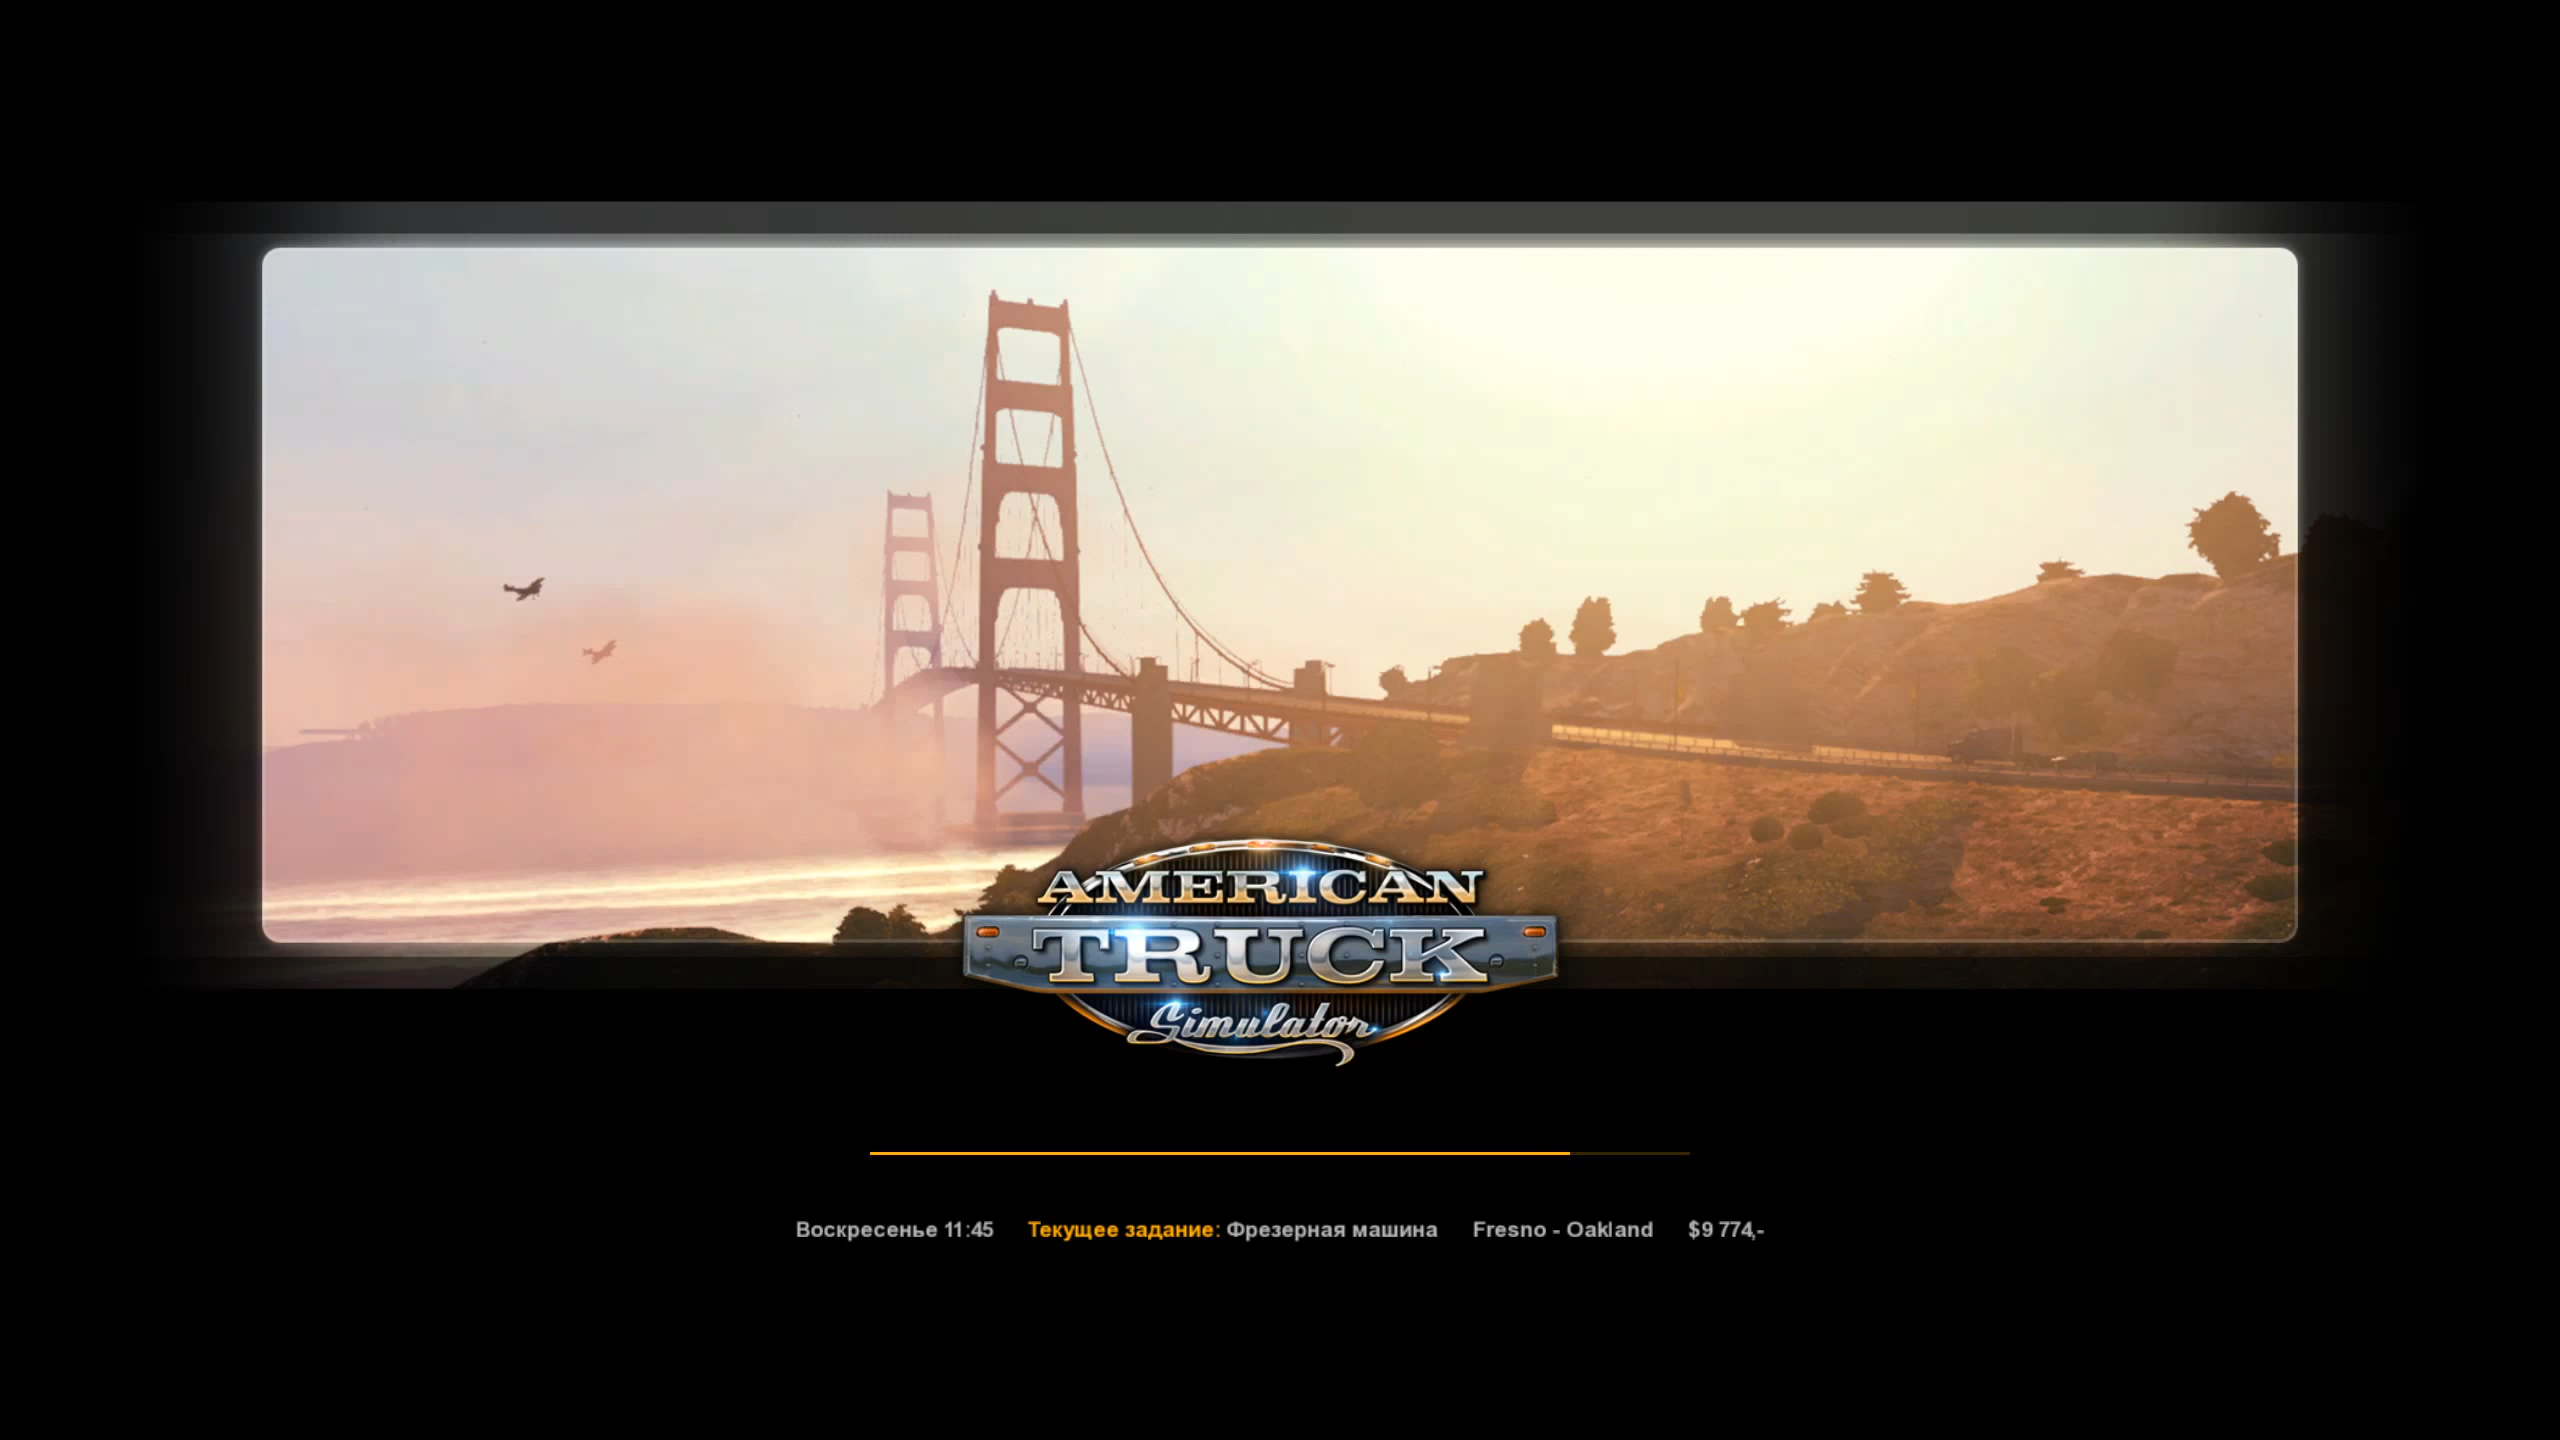 AMERICAN
TRUCK
Simulator
Воскресенье 11:45 Текущее задание: Фрезерная машина Fresno - Oakland $9 774,-